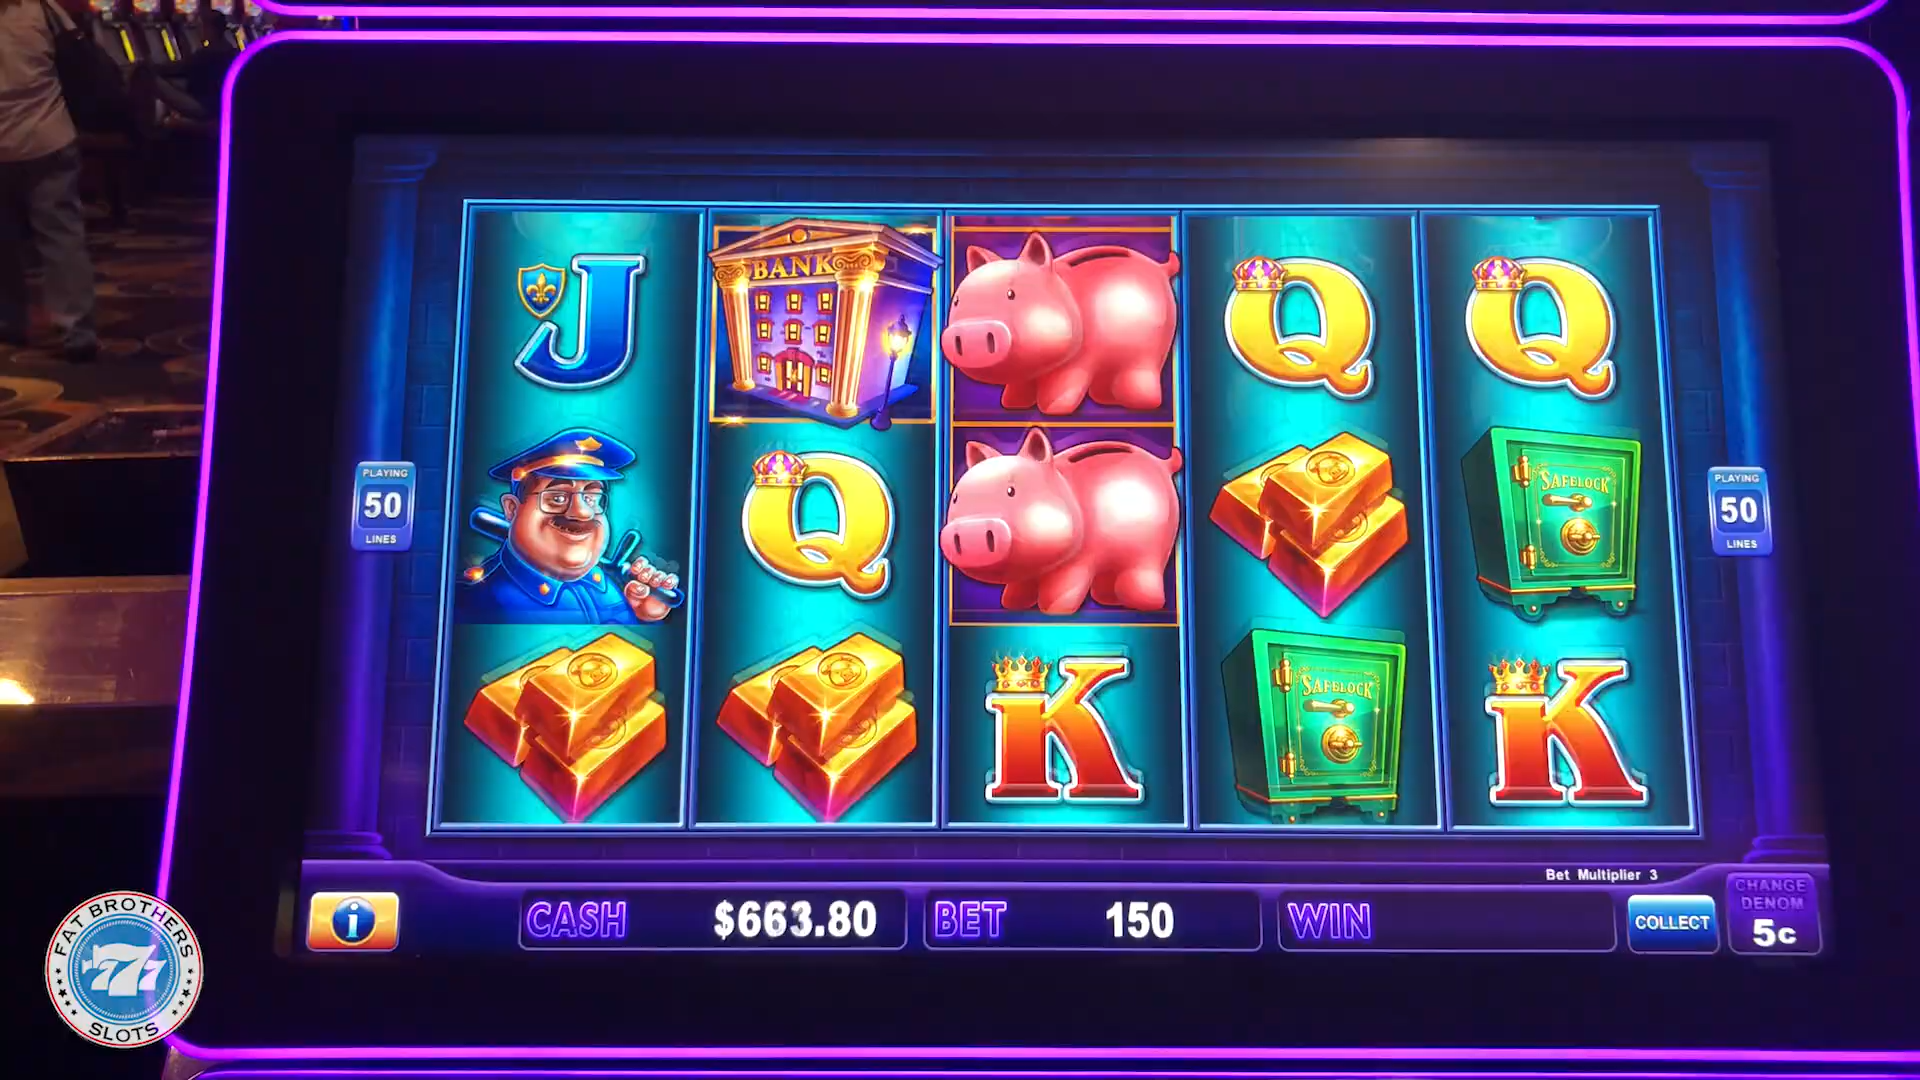 J
BANK
Q
Q
Q
SAFELOCK
K
SAFELOCK
K
PLAYING
50
LINES
PLAYING
50
LINES
Bet Multiplier 3
i
CASH $663.80
BET 150
WIN
COLLECT
CHANGE
DENOM
5c
FAT BROTHERS
777
SLOTS